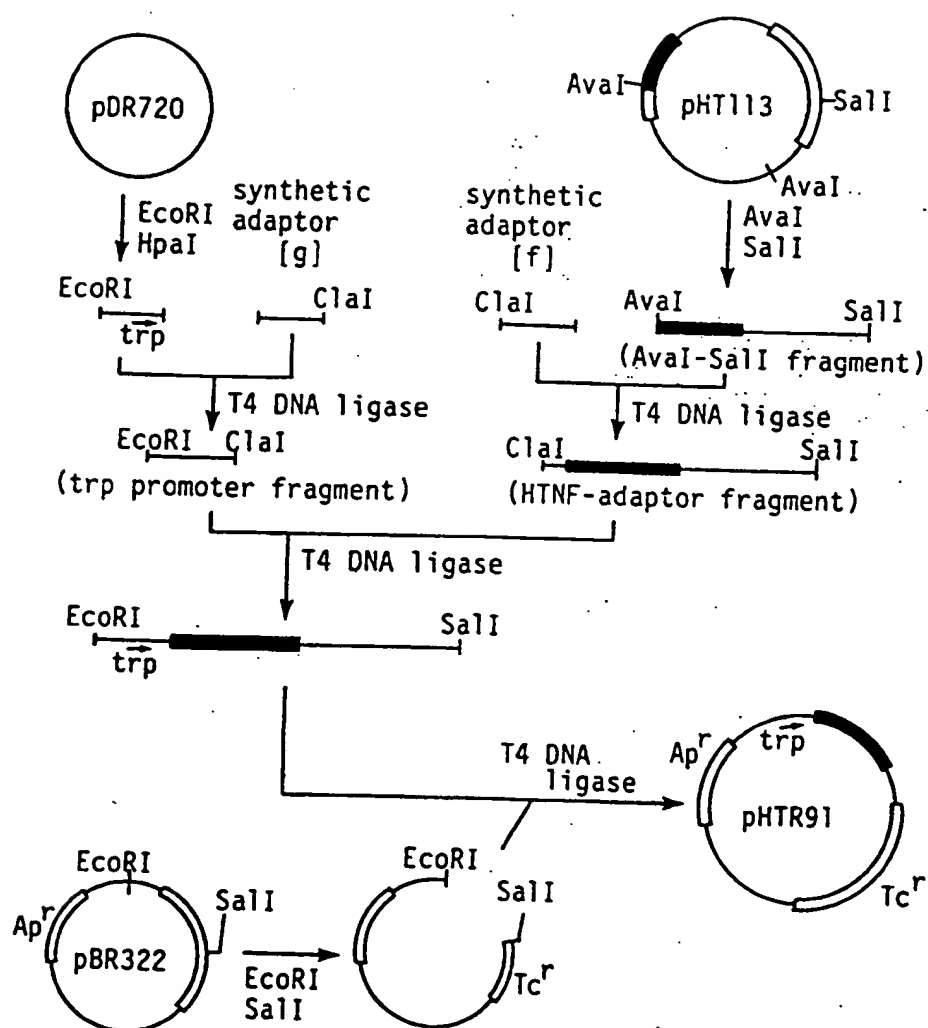 pDR720
AvaI
pHT113
SalI
AvaI
EcoRI
HpaI
synthetic
adaptor
[g]
synthetic
adaptor
[f]
AvaI
SalI
EcoRI
trp
ClaI
ClaI
AvaI
SalI
(AvaI-SalI fragment)
T4 DNA ligase
T4 DNA ligase
EcoRI
ClaI
(trp promoter fragment)
ClaI
SalI
(HTNF-adaptor fragment)
T4 DNA ligase
EcoRI
SalI
trp
T4 DNA
ligase
Apr
trp
pHTR91
Tcr
EcoRI
Apr
SalI
pBR322
EcoRI
SalI
EcoRI
SalI
Tcr